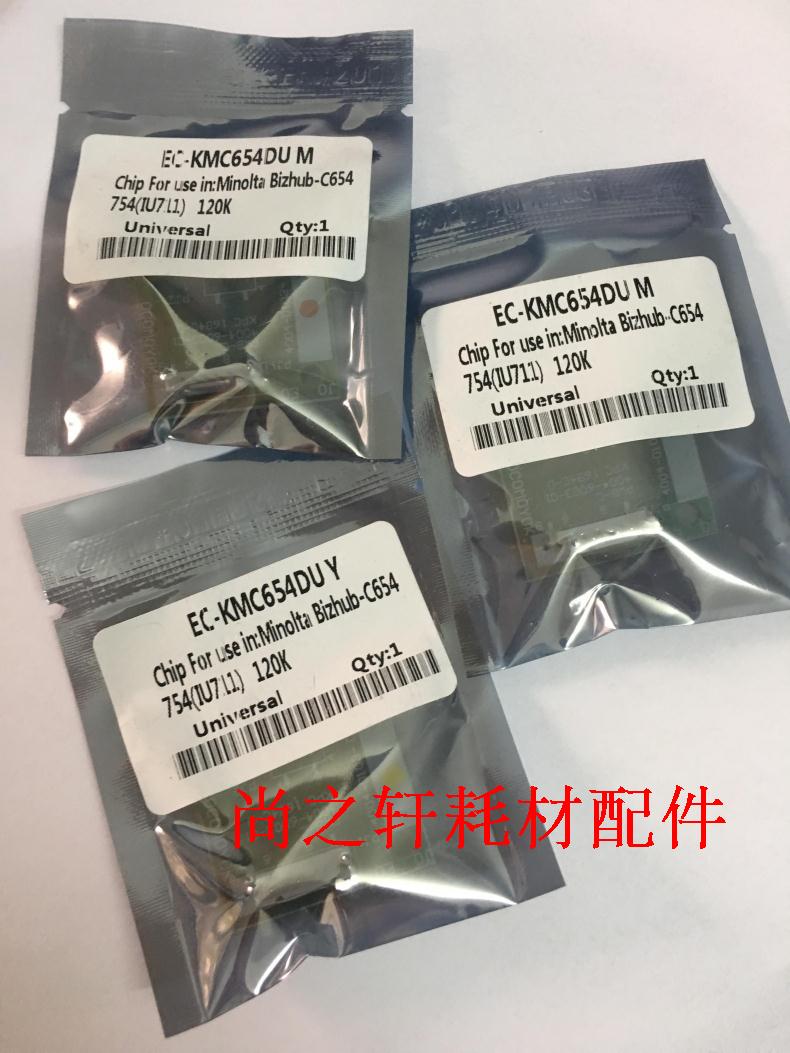 EC-KMC654DU M
Chip For use in:Minolta Bizhub-C654
754(IU711) 120K
Universal Qty:1
EC-KMC654DU M
Chip For use in:Minolta Bizhub-C654
754(IU711) 120K
Universal Qty:1
EC-KMC654DU Y
Chip For use in:Minolta Bizhub-C654
754(IU711) 120K
Universal Qty:1
尚之轩耗材配件